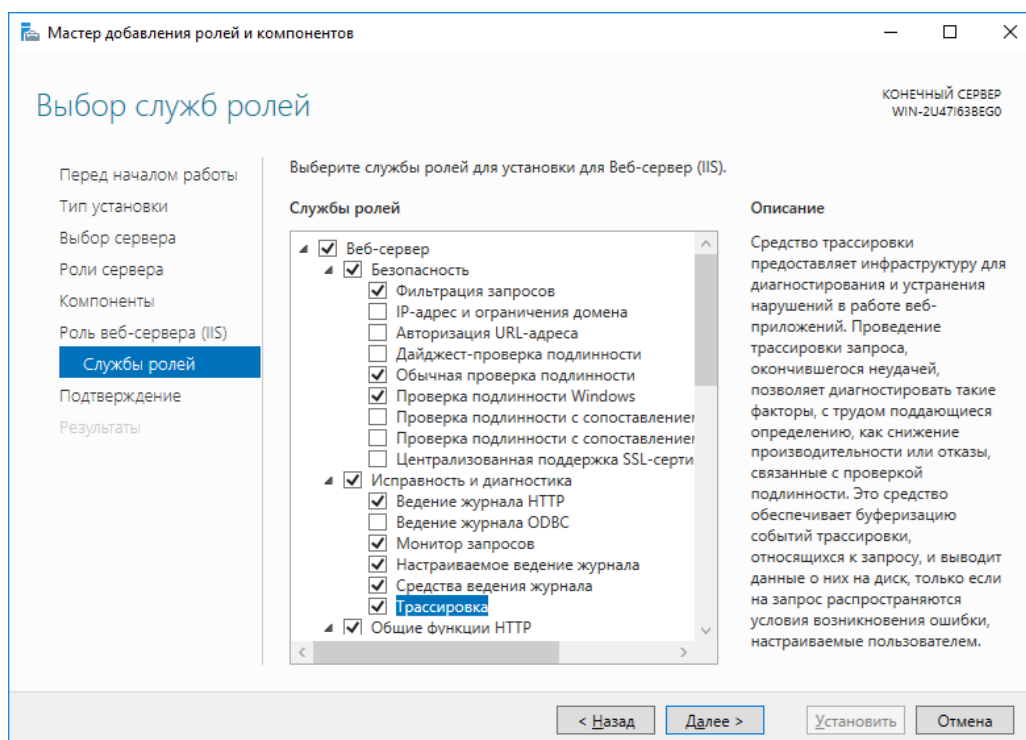 Мастер добавления ролей и компонентов
Выбор служб ролей
КОНЕЧНЫЙ СЕРВЕР
WIN-2U47I63BEG0
Перед началом работы
Тип установки
Выбор сервера
Роли сервера
Компоненты
Роль веб-сервера (IIS)
Службы ролей
Подтверждение
Результаты
Выберите службы ролей для установки для Веб-сервер (IIS).
Службы ролей
Веб-сервер
Безопасность
Фильтрация запросов
IP-адрес и ограничения домена
Авторизация URL-адреса
Дайджест-проверка подлинности
Обычная проверка подлинности
Проверка подлинности Windows
Проверка подлинности с сопоставлением
Проверка подлинности с сопоставлением
Централизованная поддержка SSL-серти
Исправность и диагностика
Ведение журнала HTTP
Ведение журнала ODBC
Монитор запросов
Настраиваемое ведение журнала
Средства ведения журнала
Трассировка
Общие функции HTTP
Описание
Средство трассировки
предоставляет инфраструктуру для
диагностирования и устранения
нарушений в работе веб-
приложений. Проведение
трассировки запроса,
окончившегося неудачей,
позволяет диагностировать такие
факторы, с трудом поддающиеся
определению, как снижение
производительности или отказы,
связанные с проверкой
подлинности. Это средство
обеспечивает буферизацию
событий трассировки,
относящихся к запросу, и выводит
данные о них на диск, только если
на запрос распространяются
условия возникновения ошибки,
настраиваемые пользователем.
< Назад
Далее >
Установить
Отмена